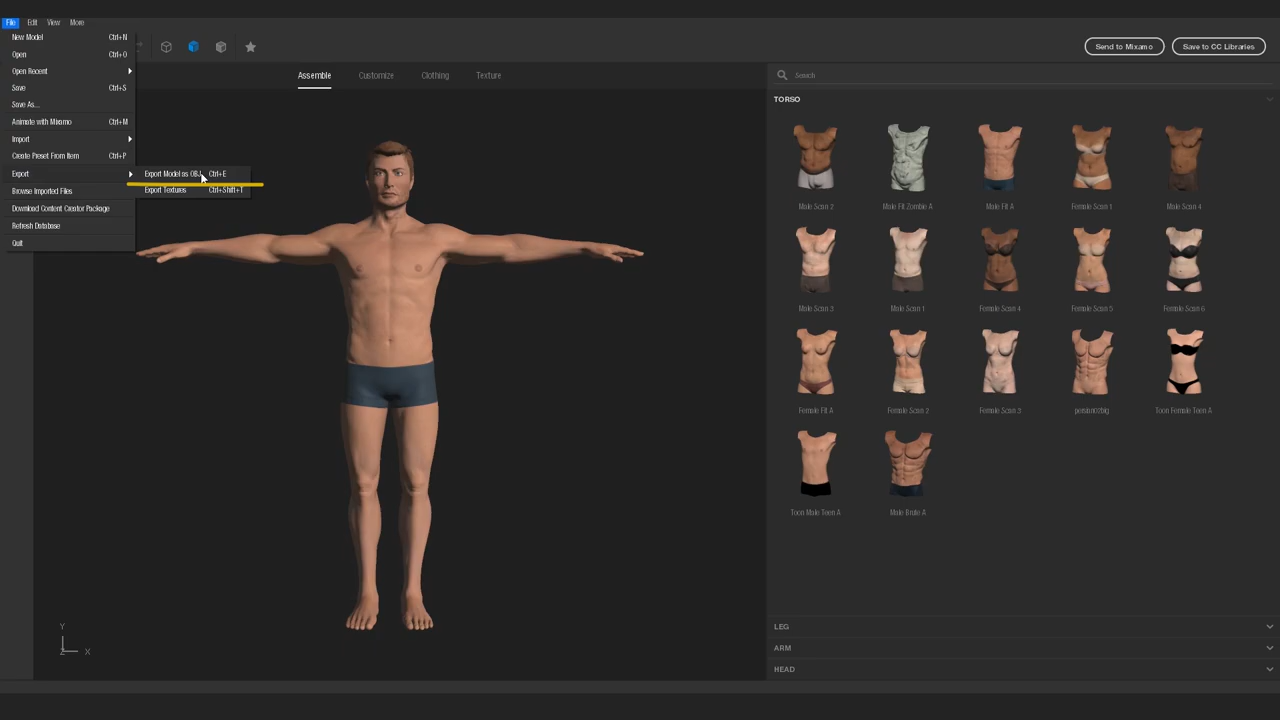 File Edit View More
New Model Ctrl+N
Open Ctrl+O
Open Recent
Save Ctrl+S
Save As...
Animate with Mixamo Ctrl+M
Import
Create Preset From Item Ctrl+P
Export
Export Model as OBJ Ctrl+E
Export Textures Ctrl+Shift+T
Browse Imported Files
Download Content Creator Package
Refresh Database
Quit
Send to Mixamo
Save to CC Libraries
Assemble Customize Clothing Texture
Search
TORSO
Male Scan 2 Male Fit Zombie A Male Fit A Female Scan 1 Male Scan 4
Male Scan 3 Male Scan 1 Female Scan 4 Female Scan 5 Female Scan 6
Female Fit A Female Scan 2 Female Scan 3 Toon Female Teen A
Toon Male Teen A Male Brute A
LEG
ARM
HEAD
Y
Z X